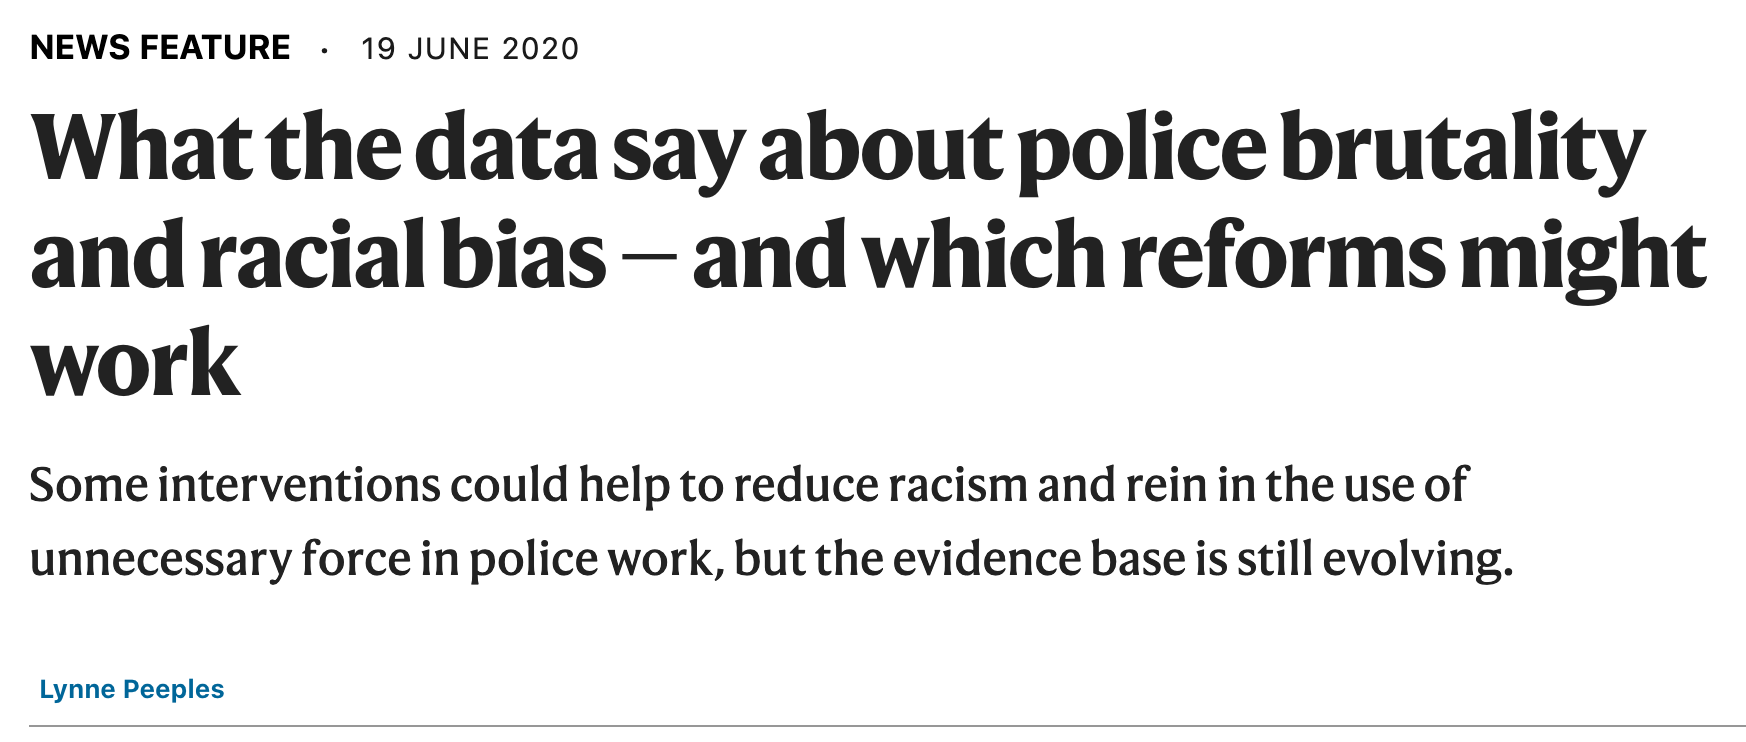 NEWS FEATURE · 19 JUNE 2020
What the data say about police brutality
and racial bias — and which reforms might
work
Some interventions could help to reduce racism and rein in the use of
unnecessary force in police work, but the evidence base is still evolving.
Lynne Peeples